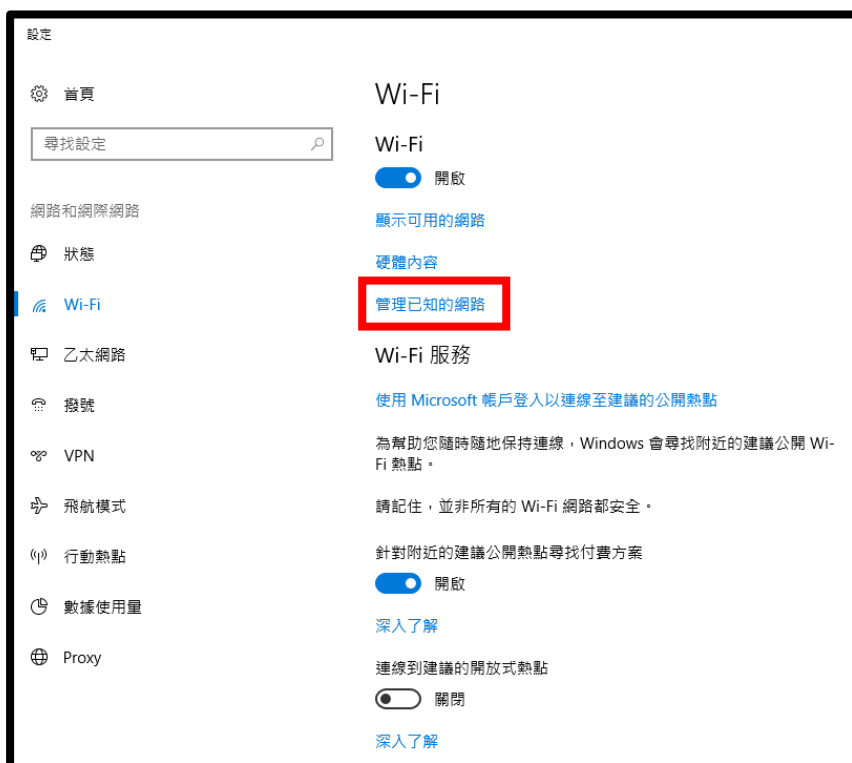 設定
首頁
尋找設定
網路和網際網路
狀態
Wi-Fi
乙太網路
撥號
VPN
飛航模式
行動熱點
數據使用量
Proxy
Wi-Fi
Wi-Fi
開啟
顯示可用的網路
硬體內容
管理已知的網路
Wi-Fi 服務
使用 Microsoft 帳戶登入以連線至建議的公開熱點
為幫助您隨時隨地保持連線，Windows 會尋找附近的建議公開 Wi-
Fi 熱點。
請記住，並非所有的 Wi-Fi 網路都安全。
針對附近的建議公開熱點尋找付費方案
開啟
深入了解
連線到建議的開放式熱點
關閉
深入了解